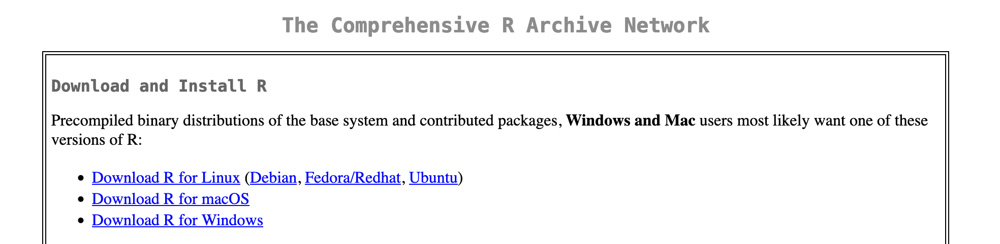 The Comprehensive R Archive Network
Download and Install R
Precompiled binary distributions of the base system and contributed packages, Windows and Mac users most likely want one of these
versions of R:
• Download R for Linux (Debian, Fedora/Redhat, Ubuntu)
• Download R for macOS
• Download R for Windows